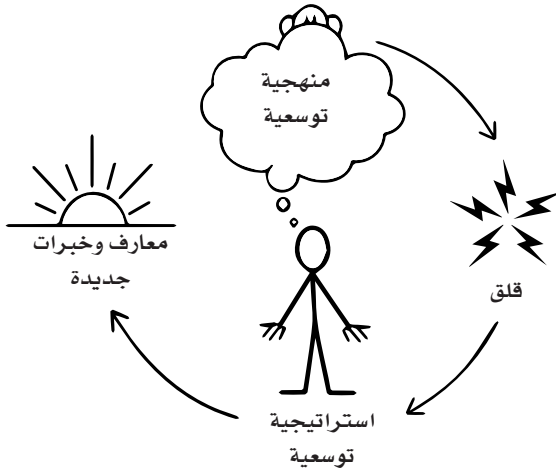 منهجية
توسعية
قلق
استراتيجية
توسعية
معارف وخبرات
جديدة